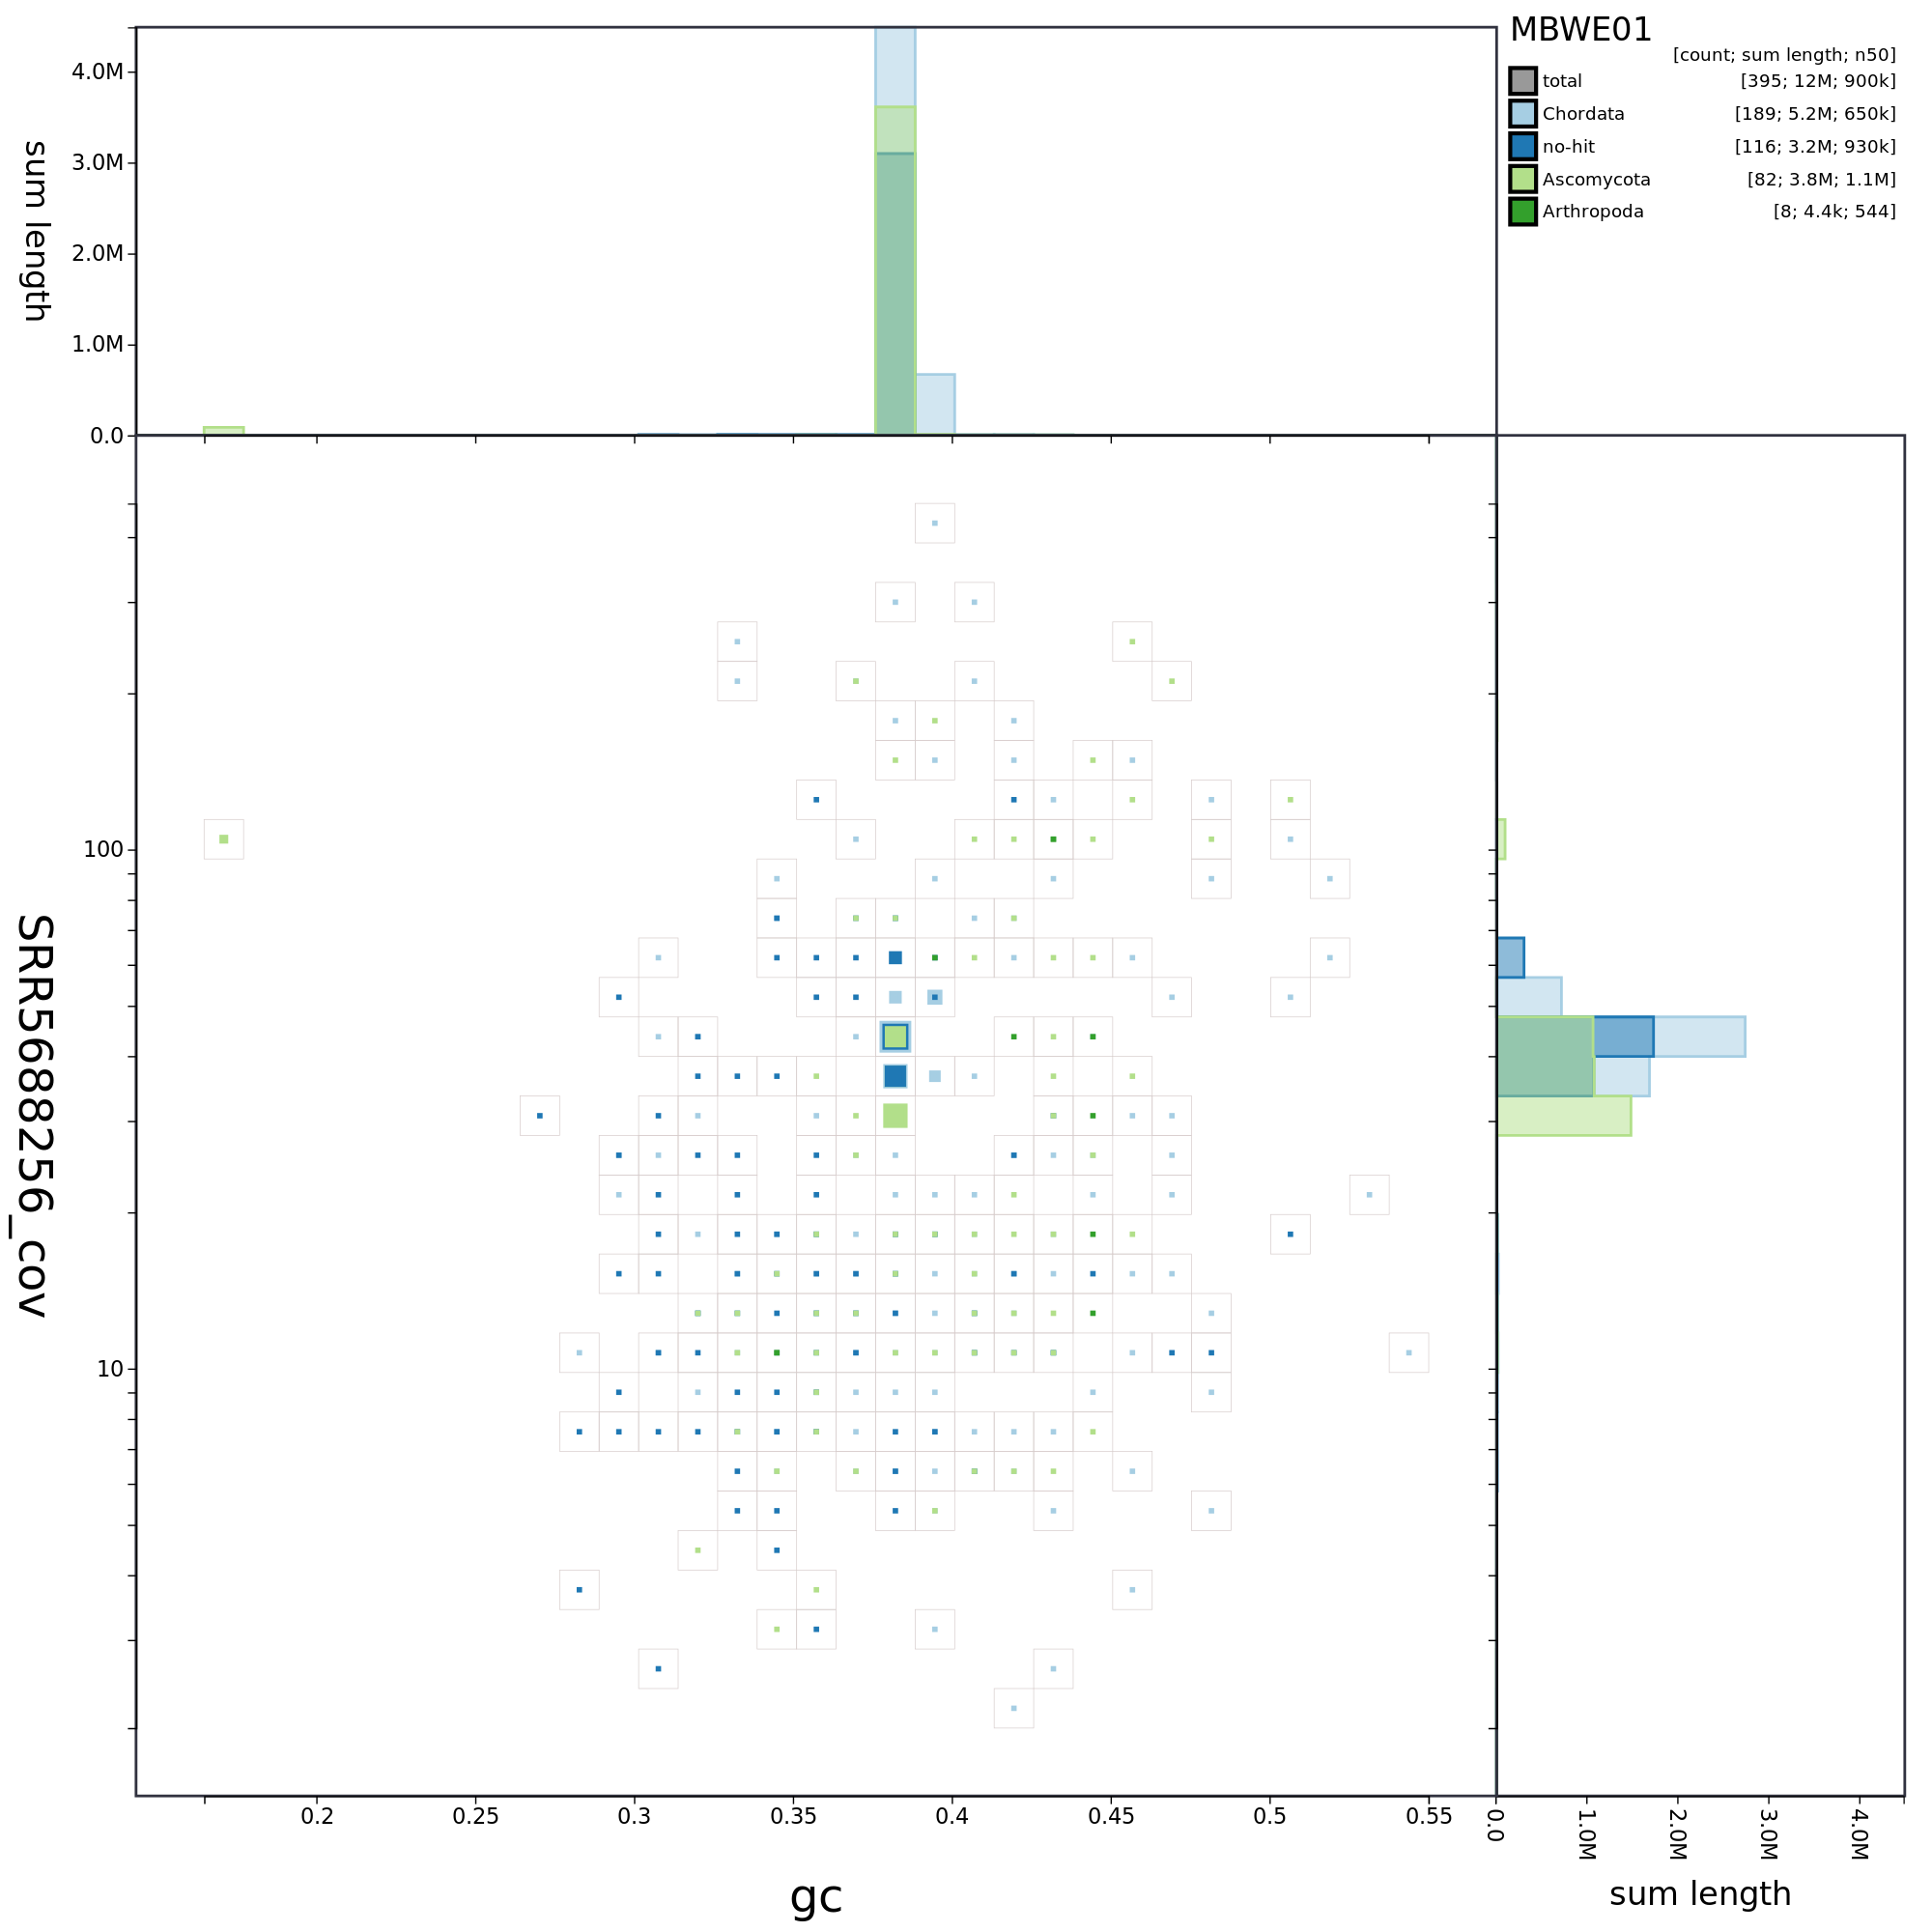 MBWE01
[count; sum length; n50]
total [395; 12M; 900k]
Chordata [189; 5.2M; 650k]
no-hit [116; 3.2M; 930k]
Ascomycota [82; 3.8M; 1.1M]
Arthropoda [8; 4.4k; 544]
sum length
4.0M
3.0M
2.0M
1.0M
0.0
SRR5688256_cov
100
10
0.2 0.25 0.3 0.35 0.4 0.45 0.5 0.55
gc
0.0 1.0M 2.0M 3.0M 4.0M
sum length